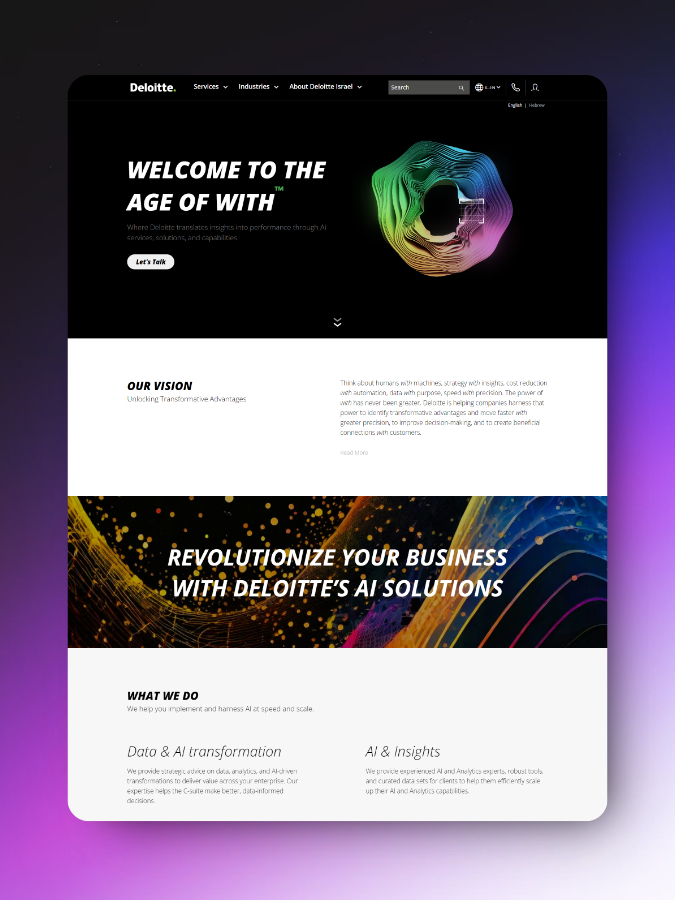 Deloitte.
Services
Industries
About Deloitte Israel
Search
IL-EN
English | Hebrew
WELCOME TO THE
AGE OF WITH™
Where Deloitte translates insights into performance through AI
services, solutions, and capabilities
Let's Talk
OUR VISION
Unlocking Transformative Advantages
Think about humans with machines, strategy with insights, cost reduction
with automation, data with purpose, speed with precision. The power of
with has never been greater. Deloitte is helping companies harness that
power to identify transformative advantages and move faster with
greater precision, to improve decision-making, and to create beneficial
connections with customers.
Read More
REVOLUTIONIZE YOUR BUSINESS
WITH DELOITTE'S AI SOLUTIONS
WHAT WE DO
We help you implement and harness AI at speed and scale.
Data & AI transformation
We provide strategic advice on data, analytics, and AI-driven
transformations to deliver value across your enterprise. Our
expertise helps the C-suite make better, data-informed
decisions.
AI & Insights
We provide experienced AI and Analytics experts, robust tools,
and curated data sets for clients to help them efficiently scale
up their AI and Analytics capabilities.